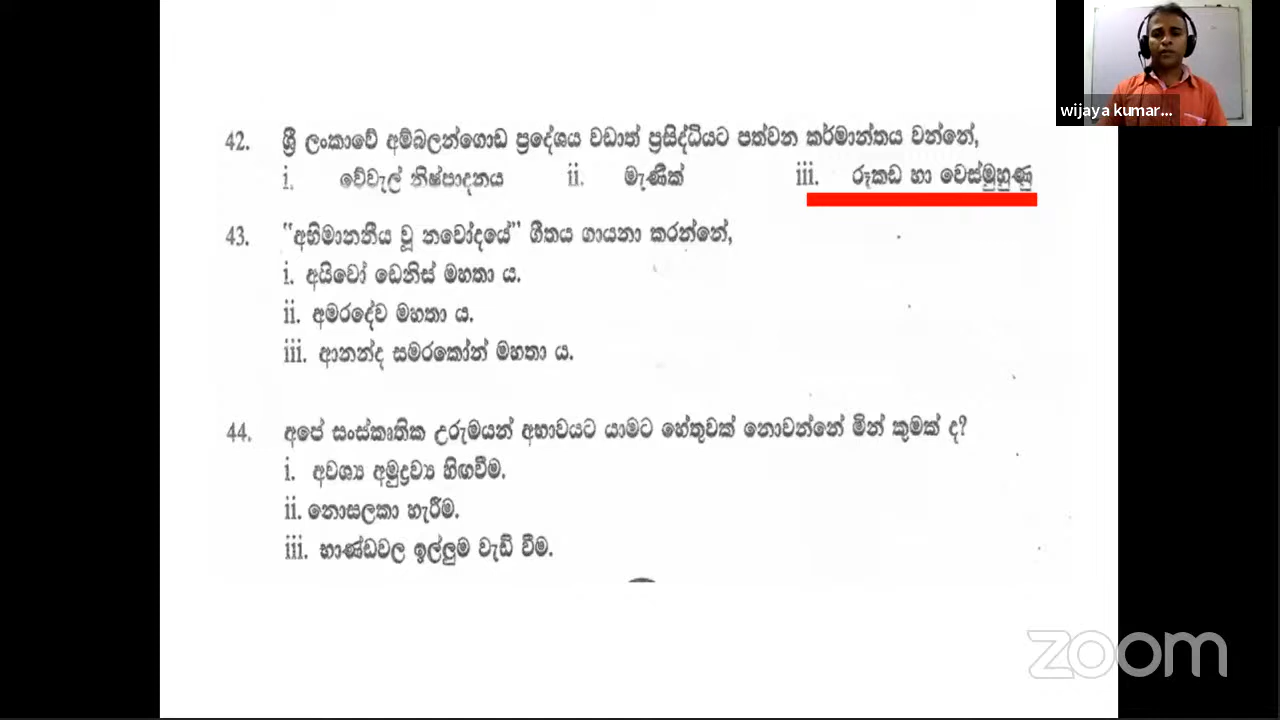 wijaya kumar...
42. ශ්‍රී ලංකාවේ අම්බලන්ගොඩ ප්‍රදේශය වඩාත් ප්‍රසිද්ධියට පත්වන කර්මාන්තය වන්නේ,
i. වේවැල් නිෂ්පාදනය ii. මැණික් iii. රූකඩ හා වෙස්මුහුණු
43. "අභිමානනීය වූ නවෝදයේ" ගීතය ගායනා කරන්නේ,
i. අයිවෝ ඩෙනිස් මහතා ය.
ii. අමරදේව මහතා ය.
iii. ආනන්ද සමරකෝන් මහතා ය.
44. අපේ සංස්කෘතික උරුමයන් අභාවයට යාමට හේතුවක් නොවන්නේ මින් කුමක් ද?
i. අවශ්‍ය අමුද්‍රව්‍ය හිඟවීම.
ii. නොසලකා හැරීම.
iii. භාණ්ඩවල ඉල්ලුම වැඩි වීම.
zoom